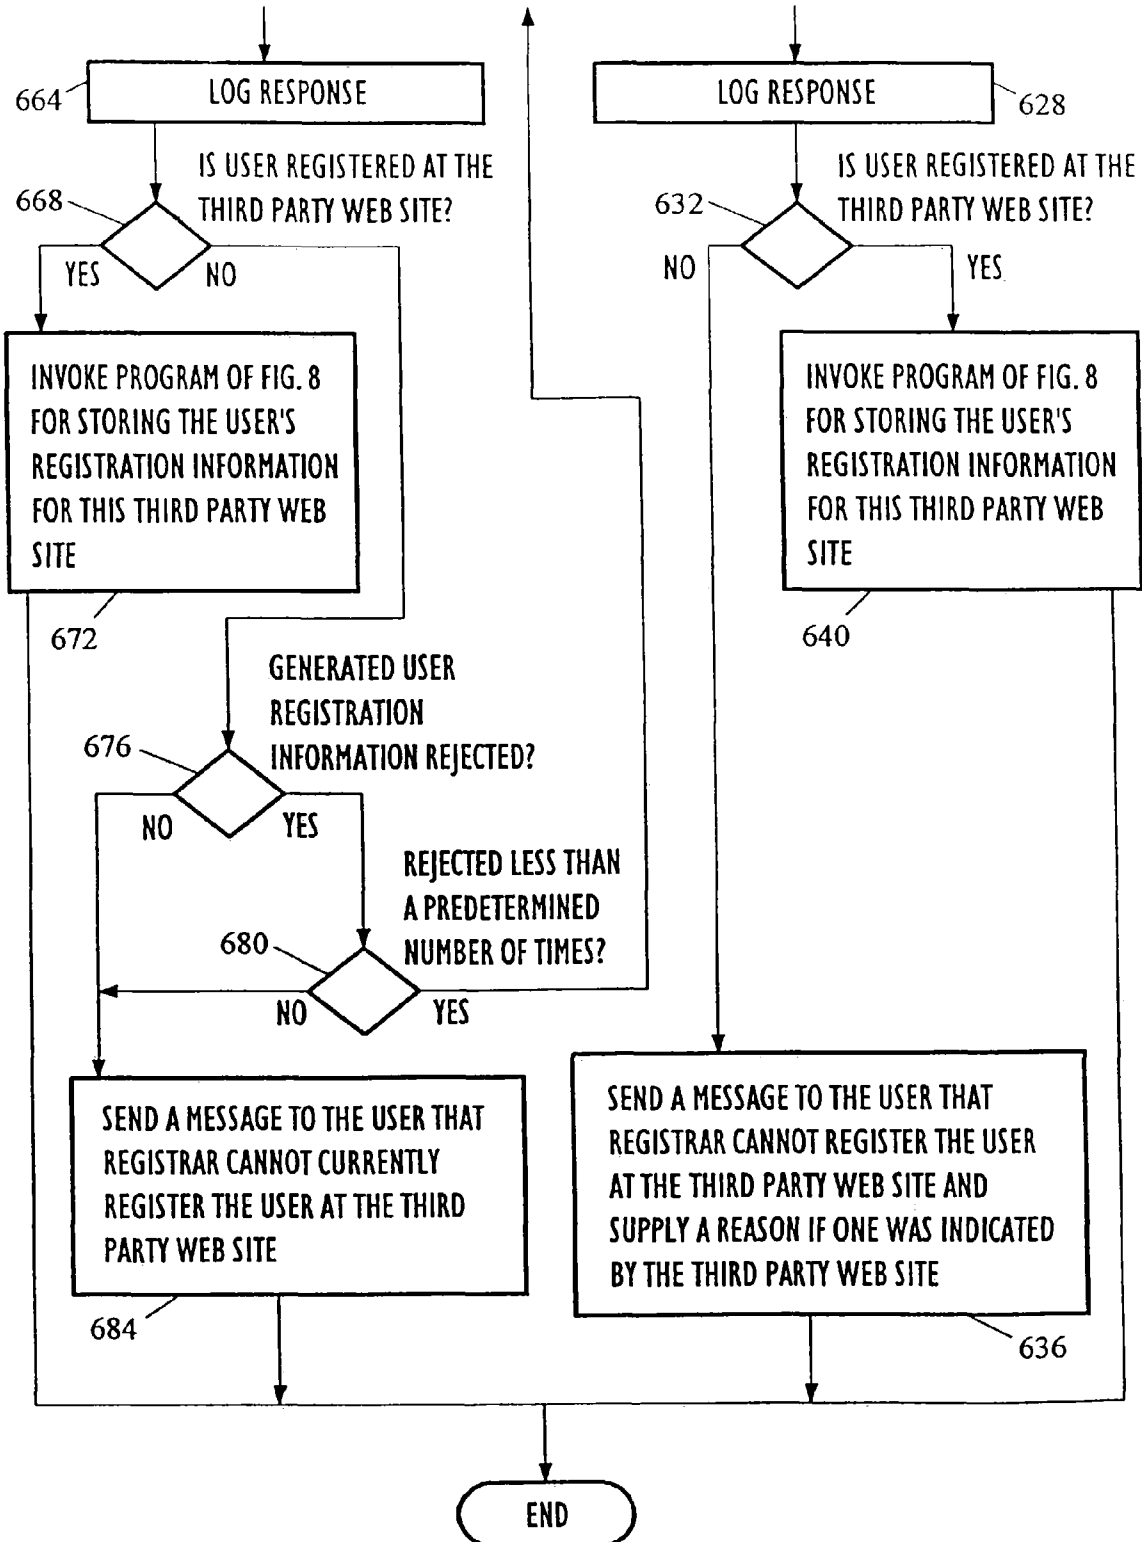 LOG RESPONSE
664
LOG RESPONSE
628
IS USER REGISTERED AT THE
THIRD PARTY WEB SITE?
668
YES
NO
IS USER REGISTERED AT THE
THIRD PARTY WEB SITE?
632
NO
YES
INVOKE PROGRAM OF FIG. 8
FOR STORING THE USER'S
REGISTRATION INFORMATION
FOR THIS THIRD PARTY WEB
SITE
672
INVOKE PROGRAM OF FIG. 8
FOR STORING THE USER'S
REGISTRATION INFORMATION
FOR THIS THIRD PARTY WEB
SITE
640
GENERATED USER
REGISTRATION
INFORMATION REJECTED?
676
NO
YES
REJECTED LESS THAN
A PREDETERMINED
NUMBER OF TIMES?
680
NO
YES
SEND A MESSAGE TO THE USER THAT
REGISTRAR CANNOT CURRENTLY
REGISTER THE USER AT THE THIRD
PARTY WEB SITE
684
SEND A MESSAGE TO THE USER THAT
REGISTRAR CANNOT REGISTER THE USER
AT THE THIRD PARTY WEB SITE AND
SUPPLY A REASON IF ONE WAS INDICATED
BY THE THIRD PARTY WEB SITE
636
END